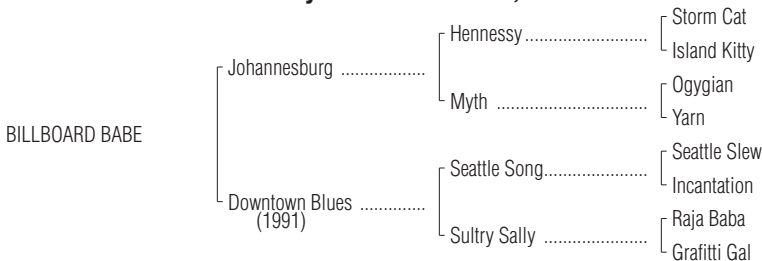 Storm Cat
Hennessy
Island Kitty
Johannesburg
Ogygian
Myth
Yarn
BILLBOARD BABE
Seattle Slew
Seattle Song
Incantation
Downtown Blues
(1991)
Raja Baba
Sultry Sally
Grafitti Gal